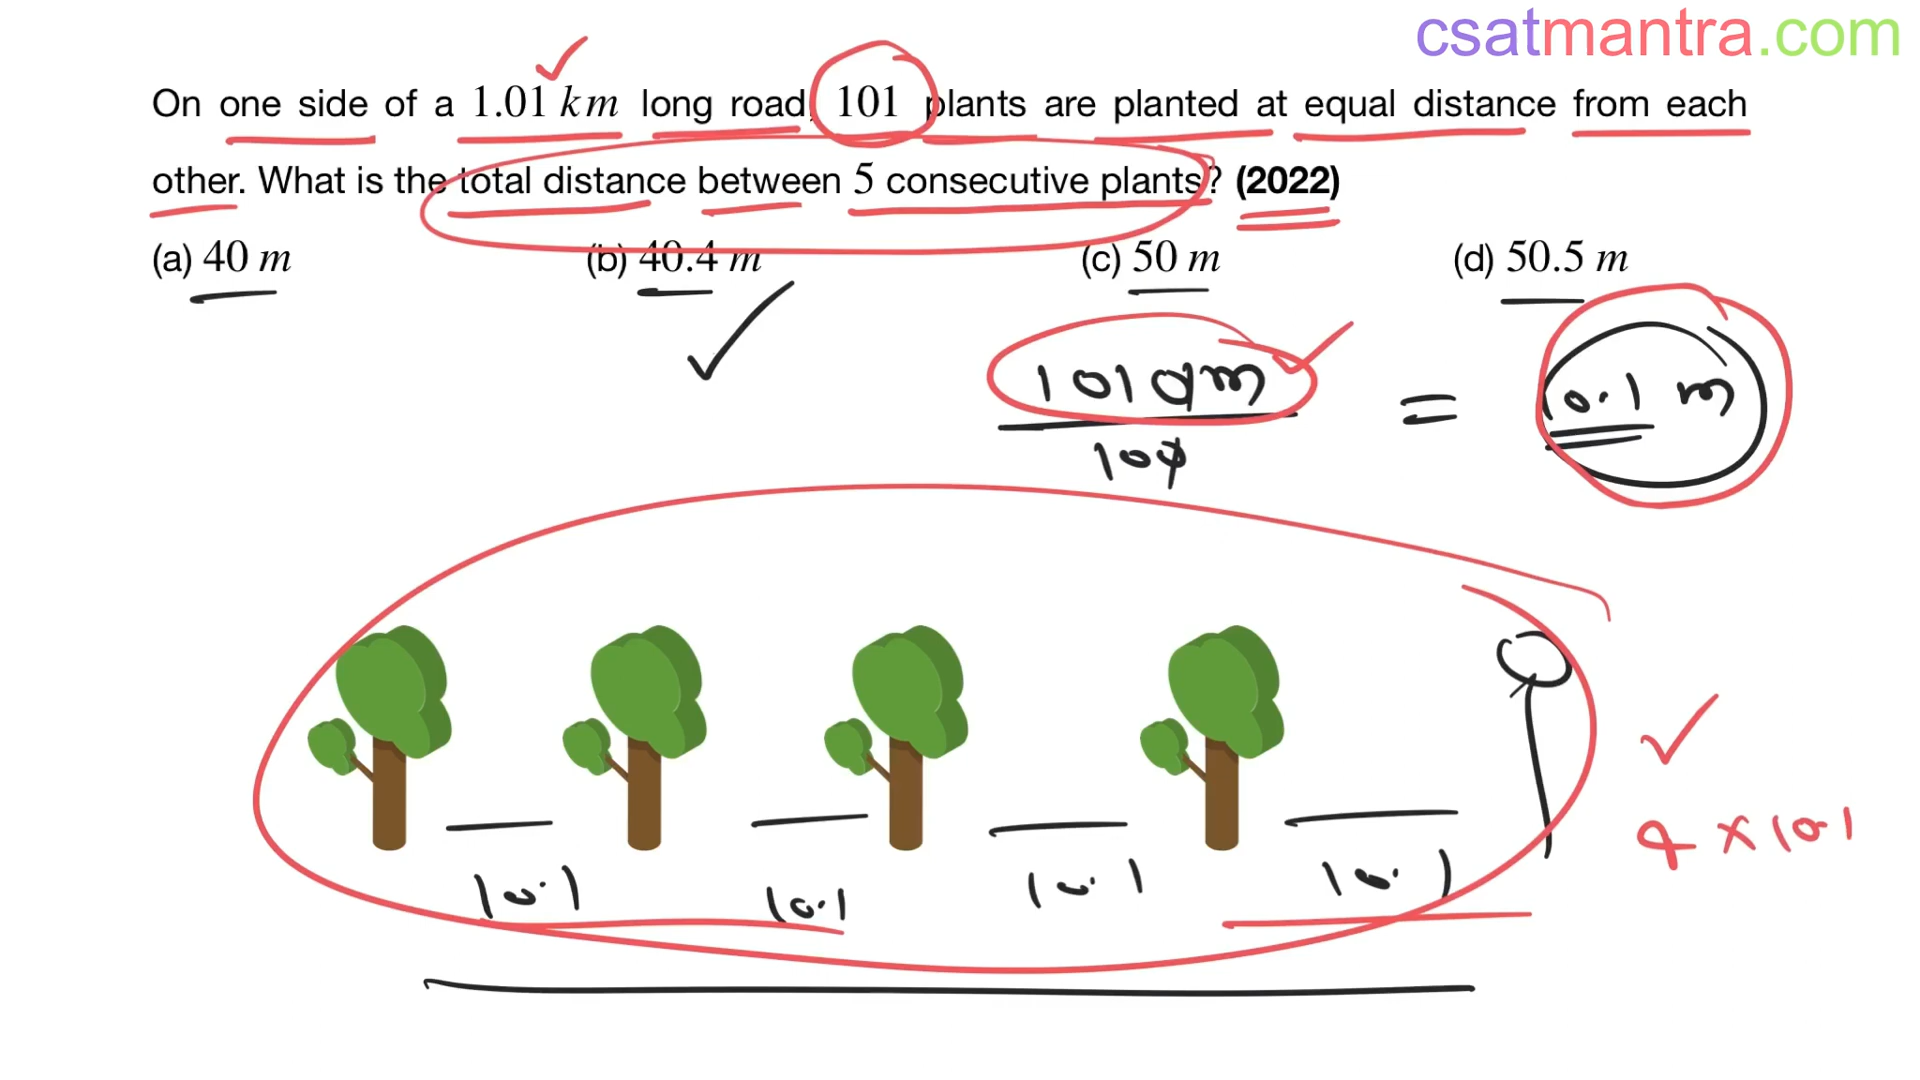 csatmantra.com
On one side of a 1.01 km long road, 101 plants are planted at equal distance from each
other. What is the total distance between 5 consecutive plants? (2022)
(a) 40 m (b) 40.4 m (c) 50 m (d) 50.5 m
1010 m
100
= 10.1 m
10.1 10.1 10.1 10.1
4 × 10.1